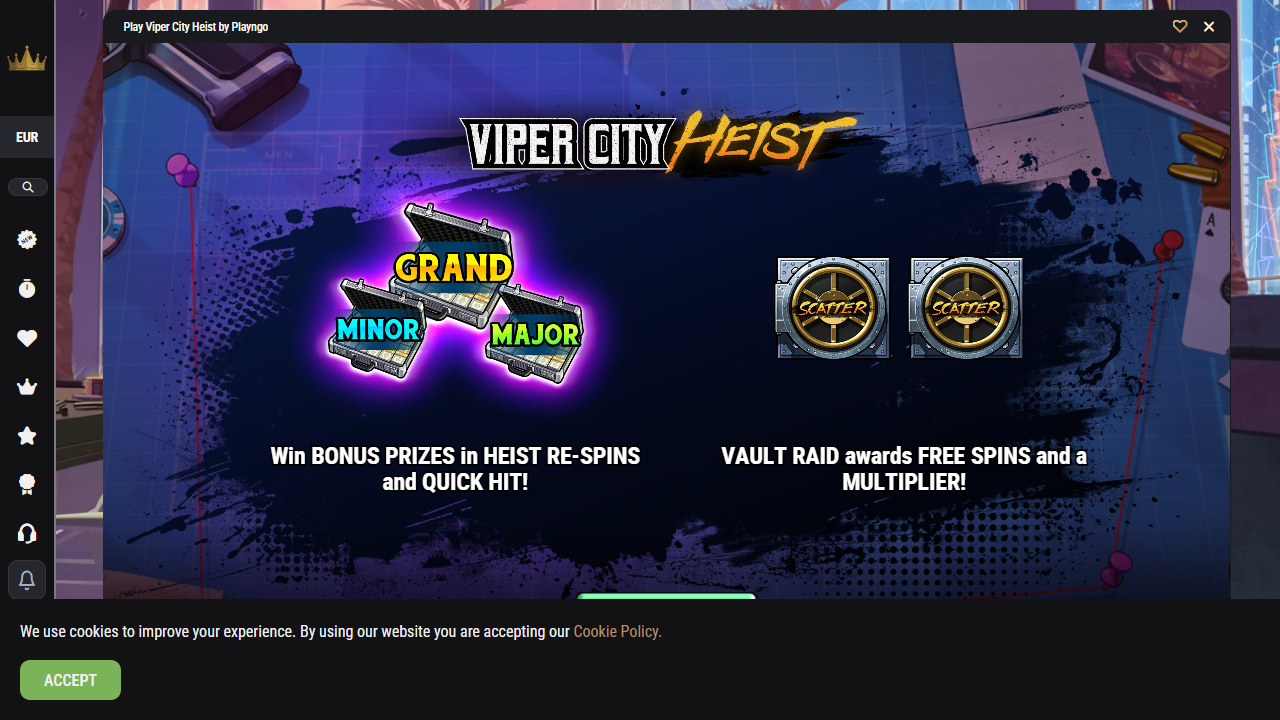 Play Viper City Heist by Playngo
EUR
NEW
VIPER CITY HEIST
A
GRAND
MINOR
MAJOR
SCATTER
SCATTER
Win BONUS PRIZES in HEIST RE-SPINS
and QUICK HIT!
VAULT RAID awards FREE SPINS and a
MULTIPLIER!
We use cookies to improve your experience. By using our website you are accepting our Cookie Policy.
ACCEPT